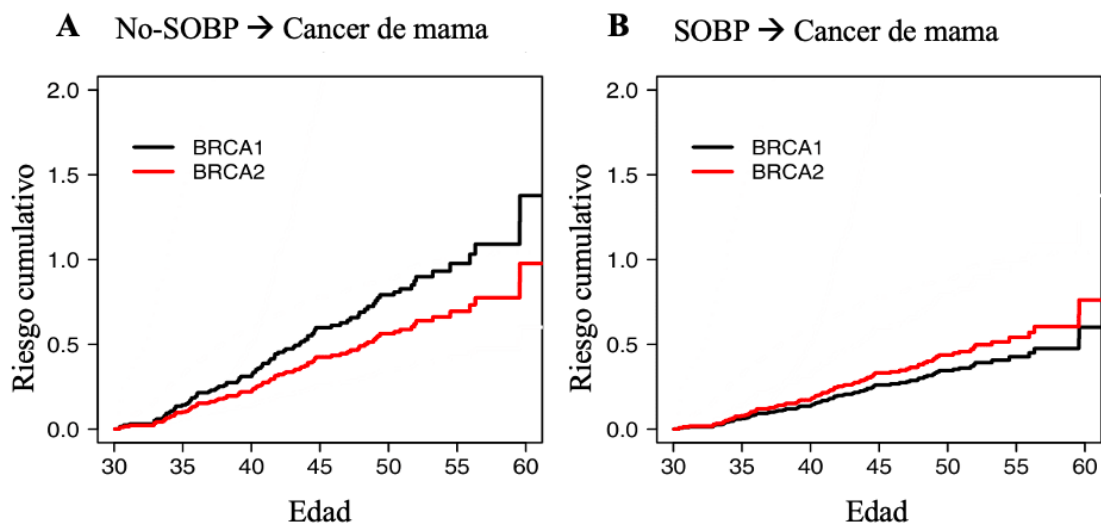 A No-SOBP → Cancer de mama
2.0
1.5
1.0
0.5
0.0
Riesgo cumulativo
BRCA1
BRCA2
30 35 40 45 50 55 60
Edad
B SOBP → Cancer de mama
2.0
1.5
1.0
0.5
0.0
Riesgo cumulativo
BRCA1
BRCA2
30 35 40 45 50 55 60
Edad